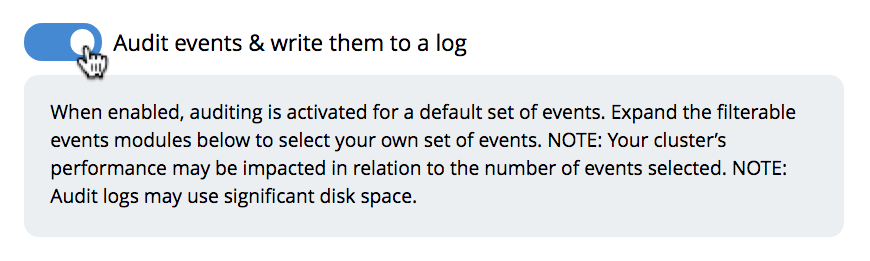 Audit events & write them to a log
When enabled, auditing is activated for a default set of events. Expand the filterable
events modules below to select your own set of events. NOTE: Your cluster’s
performance may be impacted in relation to the number of events selected. NOTE:
Audit logs may use significant disk space.